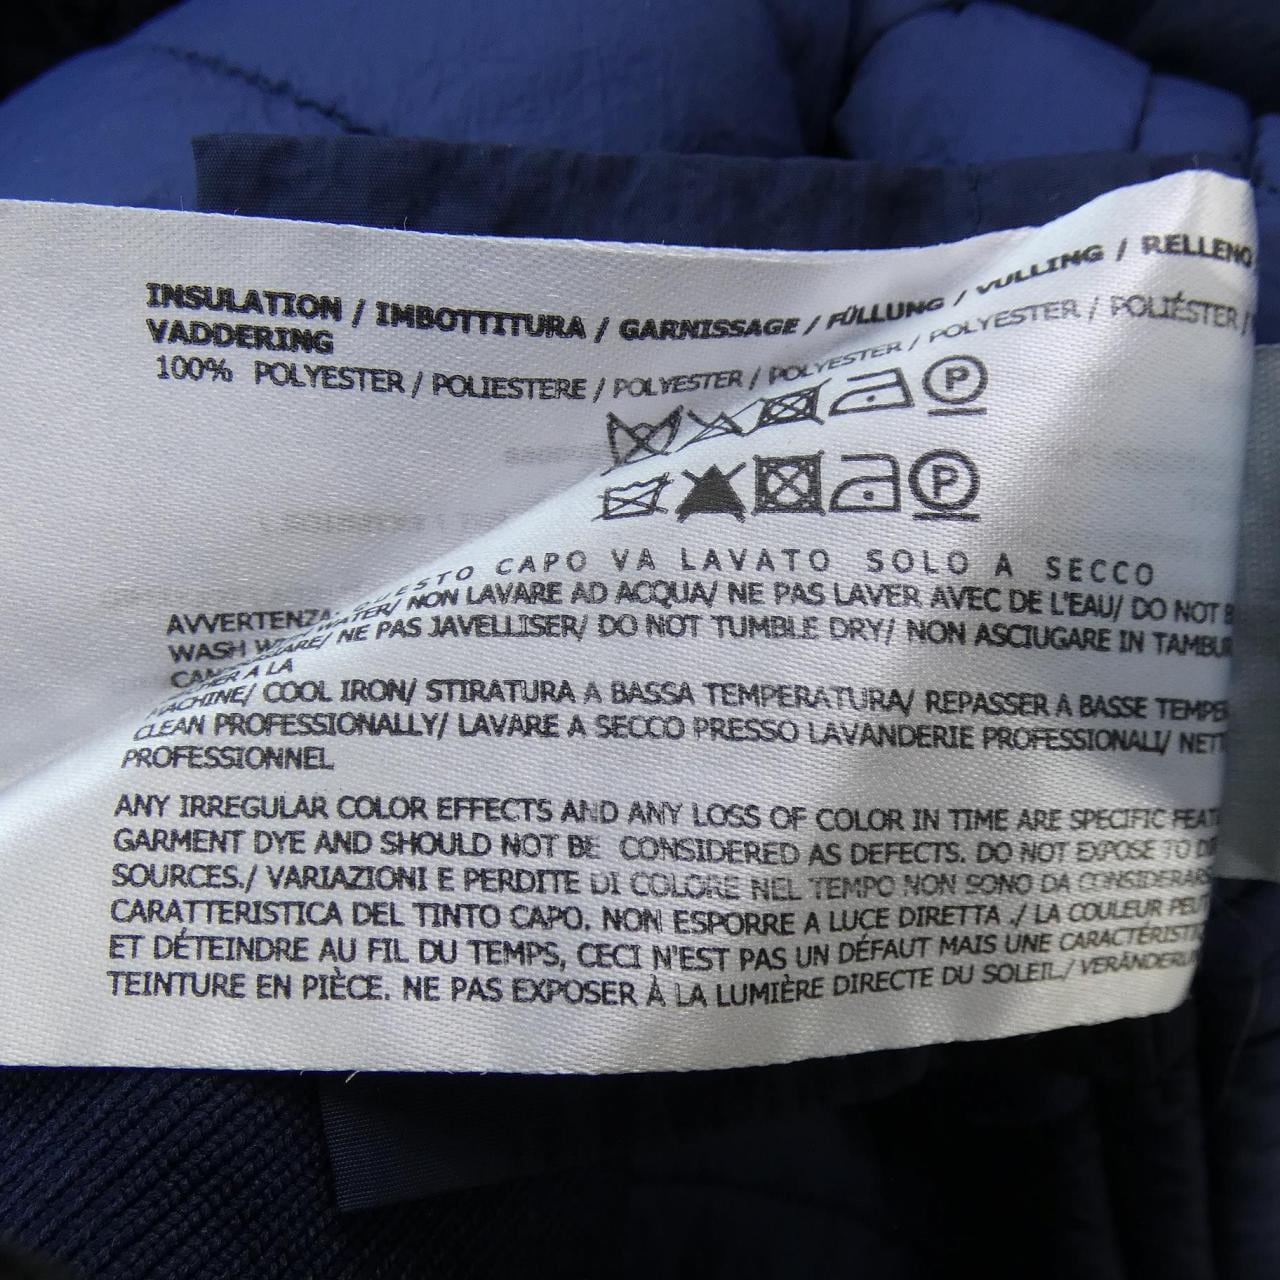 INSULATION / IMBOTTITURA / GARNISSAGE / FÜLLUNG / VULLING / RELLENO
VADDERING
100% POLYESTER / POLIESTERE / POLYESTER / POLYESTER / POLYESTER / POLIÉSTER /
P
P
AVVERTENZA: QUESTO CAPO VA LAVATO SOLO A SECCO
WASH WATER/ NON LAVARE AD ACQUA/ NE PAS LAVER AVEC DE L'EAU/ DO NOT
NE PAS JAVELLISER/ DO NOT TUMBLE DRY/ NON ASCIUGARE IN
A LA
MACHINE/ COOL IRON/ STIRATURA A BASSA TEMPERATURA/ REPASSER A BASSE
CLEAN PROFESSIONALLY/ LAVARE A SECCO PRESSO LAVANDERIE PROFESSIONALI/
PROFESSIONNEL
ANY IRREGULAR COLOR EFFECTS AND ANY LOSS OF COLOR IN TIME ARE SPECIFIC
GARMENT DYE AND SHOULD NOT BE CONSIDERED AS DEFECTS. DO NOT EXPOSE TO
SOURCES./ VARIAZIONI E PERDITE DI COLORE NEL TEMPO NON SONO DA
CARATTERISTICA DEL TINTO CAPO. NON ESPORRE A LUCE DIRETTA ./ LA COULEUR
ET DÉTEINDRE AU FIL DU TEMPS, CECI N'EST PAS UN DÉFAUT MAIS UNE
TEINTURE EN PIÈCE. NE PAS EXPOSER À LA LUMIÈRE DIRECTE DU SOLEIL./